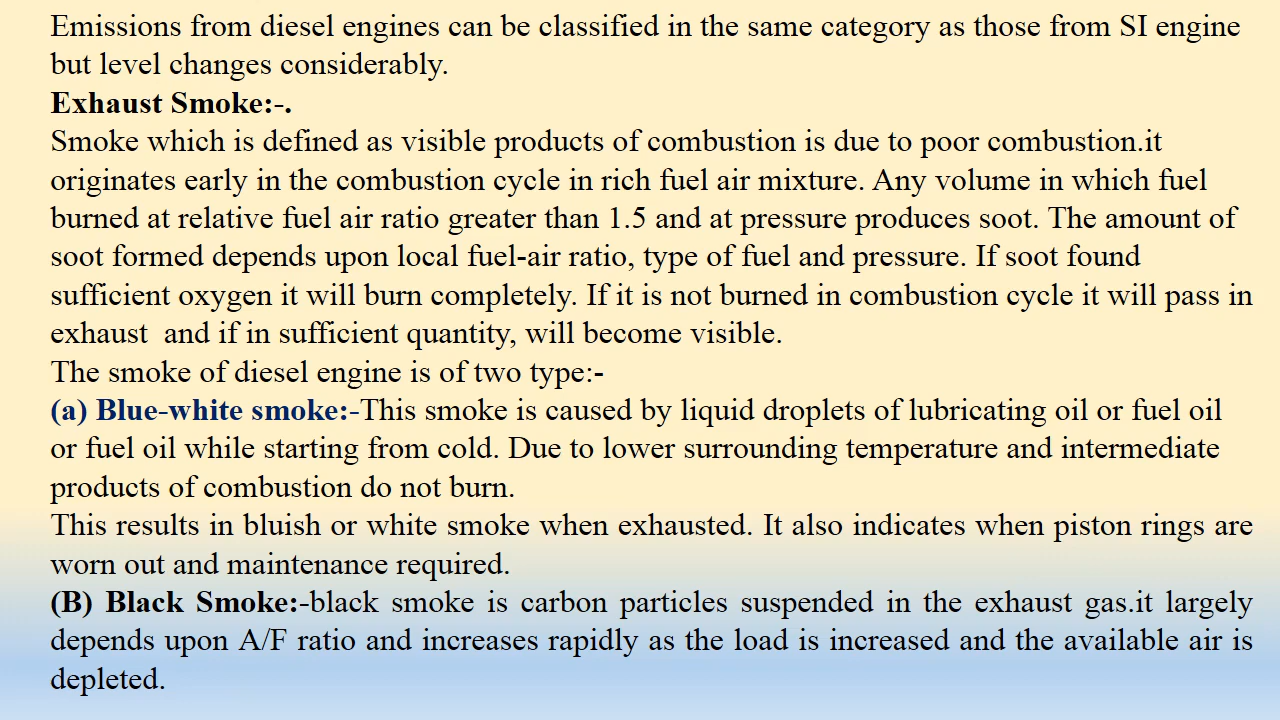 Emissions from diesel engines can be classified in the same category as those from SI engine
but level changes considerably.
Exhaust Smoke:-.
Smoke which is defined as visible products of combustion is due to poor combustion.it
originates early in the combustion cycle in rich fuel air mixture. Any volume in which fuel
burned at relative fuel air ratio greater than 1.5 and at pressure produces soot. The amount of
soot formed depends upon local fuel-air ratio, type of fuel and pressure. If soot found
sufficient oxygen it will burn completely. If it is not burned in combustion cycle it will pass in
exhaust  and if in sufficient quantity, will become visible.
The smoke of diesel engine is of two type:-
(a) Blue-white smoke:-This smoke is caused by liquid droplets of lubricating oil or fuel oil
or fuel oil while starting from cold. Due to lower surrounding temperature and intermediate
products of combustion do not burn.
This results in bluish or white smoke when exhausted. It also indicates when piston rings are
worn out and maintenance required.
(B) Black Smoke:-black smoke is carbon particles suspended in the exhaust gas.it largely
depends upon A/F ratio and increases rapidly as the load is increased and the available air is
depleted.